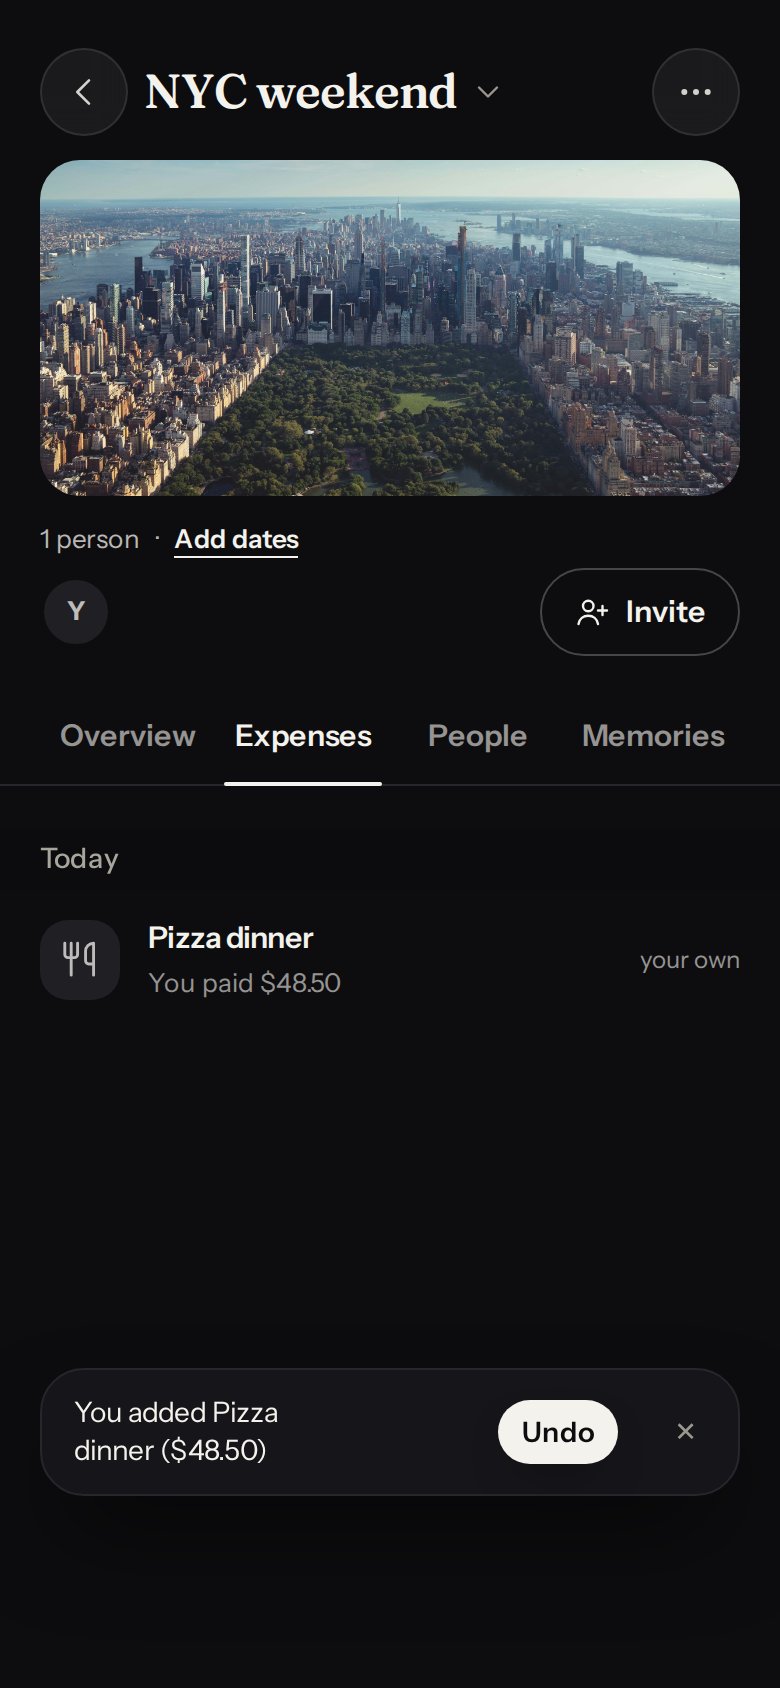 NYC weekend
1 person · Add dates
Y
Invite
Overview Expenses People Memories
Today
Pizza dinner
You paid $48.50
your own
You added Pizza
dinner ($48.50)
Undo